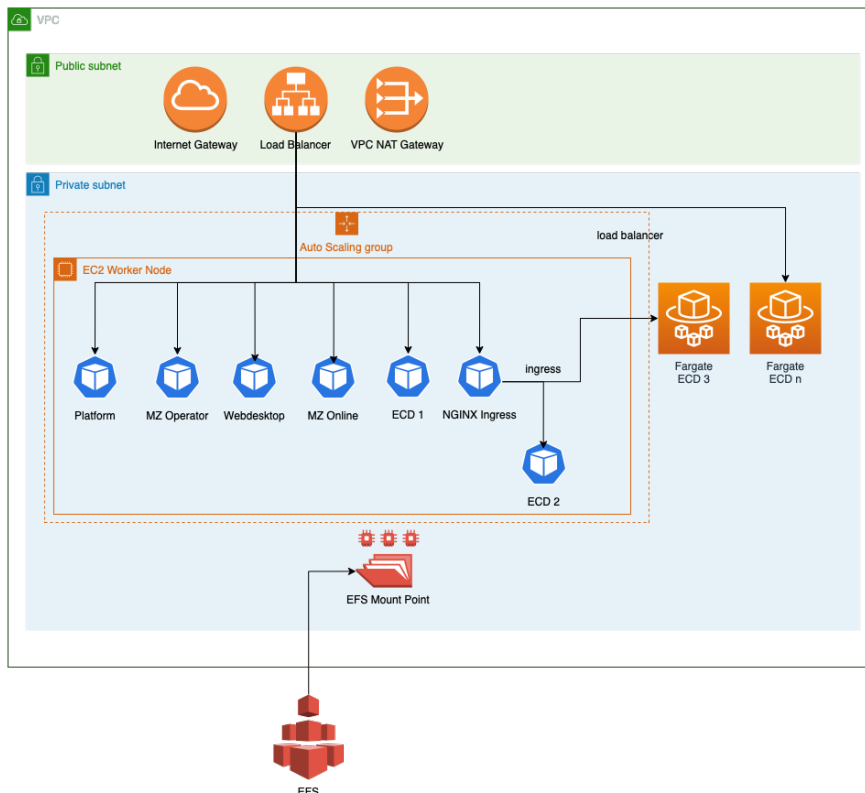 VPC
Public subnet
Internet Gateway
Load Balancer
VPC NAT Gateway
Private subnet
load balancer
Auto Scaling group
EC2 Worker Node
Platform
MZ Operator
Webdesktop
MZ Online
ECD 1
NGINX Ingress
ingress
Fargate
ECD 3
Fargate
ECD n
ECD 2
EFS Mount Point
EFS